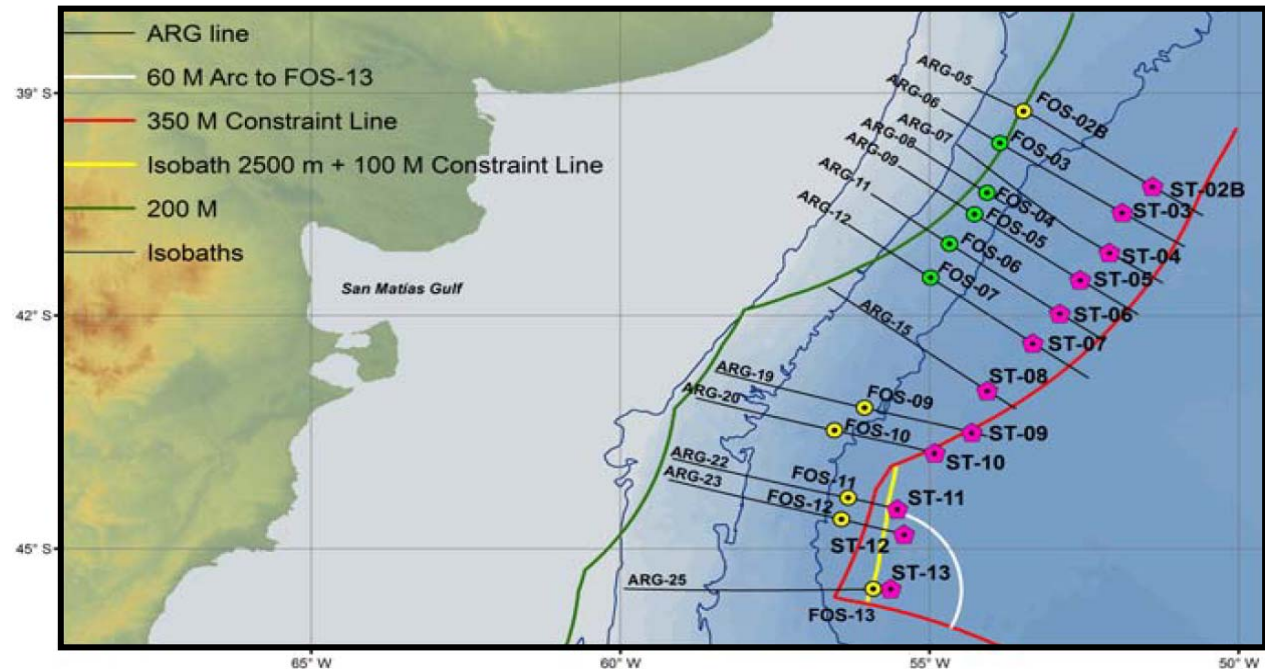 ARG line
60 M Arc to FOS-13
350 M Constraint Line
Isobath 2500 m + 100 M Constraint Line
200 M
Isobaths
San Matías Gulf
39° S
42° S
45° S
65° W
60° W
55° W
50° W
ARG-05
ARG-06
ARG-07
ARG-08
ARG-09
ARG-11
ARG-12
ARG-15
ARG-19
ARG-20
ARG-22
ARG-23
ARG-25
FOS-02B
FOS-03
FOS-04
FOS-05
FOS-06
FOS-07
FOS-09
FOS-10
FOS-11
FOS-12
FOS-13
ST-02B
ST-03
ST-04
ST-05
ST-06
ST-07
ST-08
ST-09
ST-10
ST-11
ST-12
ST-13